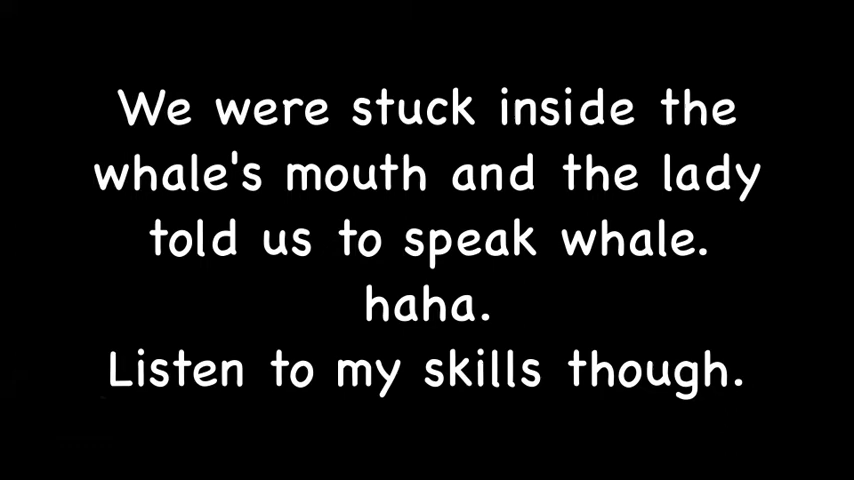 We were stuck inside the
whale's mouth and the lady
told us to speak whale.
haha.
Listen to my skills though.